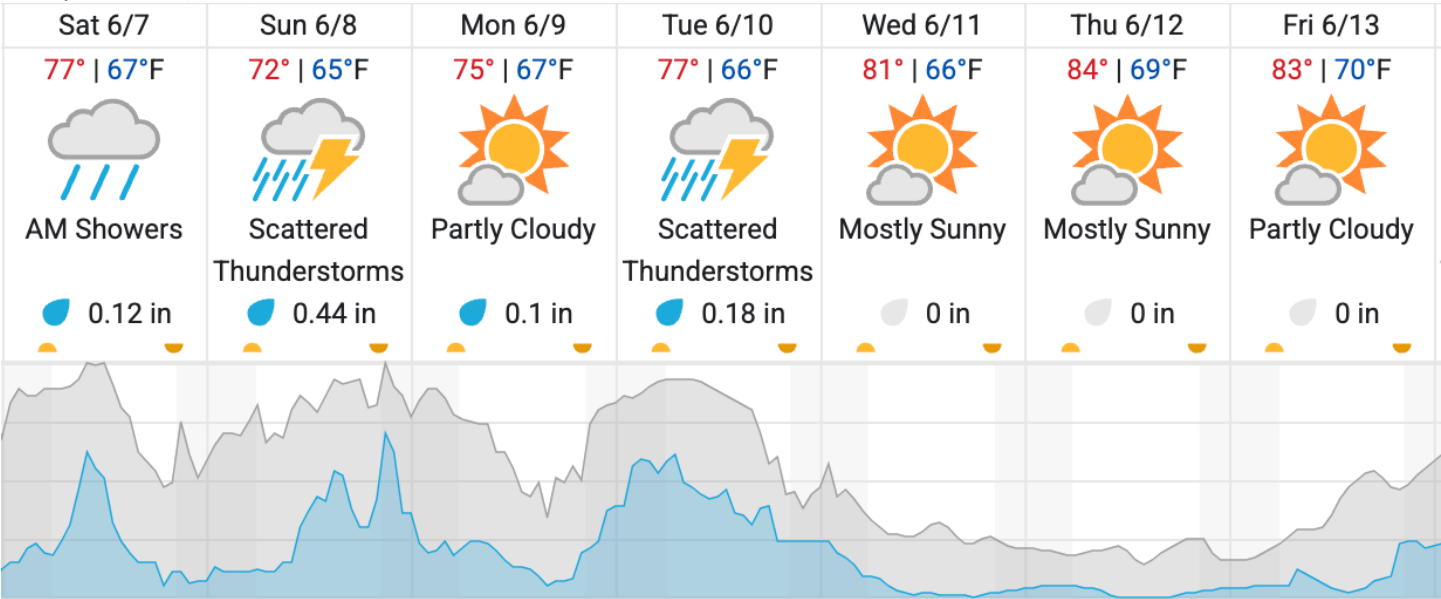 Sat 6/7 Sun 6/8 Mon 6/9 Tue 6/10 Wed 6/11 Thu 6/12 Fri 6/13
77° | 67°F 72° | 65°F 75° | 67°F 77° | 66°F 81° | 66°F 84° | 69°F 83° | 70°F
AM Showers Scattered Partly Cloudy Scattered Mostly Sunny Mostly Sunny Partly Cloudy
Thunderstorms Thunderstorms
0.12 in 0.44 in 0.1 in 0.18 in 0 in 0 in 0 in